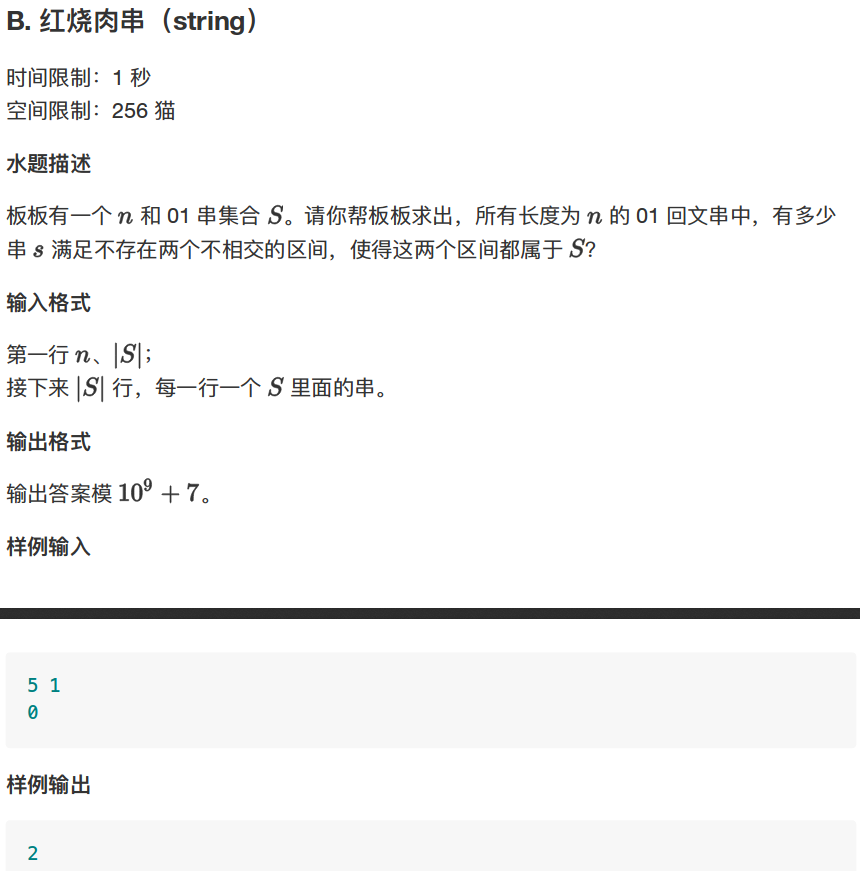 B. 红烧肉串（string）
时间限制：1 秒
空间限制：256 猫
水题描述
板板有一个 n 和 01 串集合 S。请你帮板板求出，所有长度为 n 的 01 回文串中，有多少
串 s 满足不存在两个不相交的区间，使得这两个区间都属于 S？
输入格式
第一行 n、|S|；
接下来 |S| 行，每一行一个 S 里面的串。
输出格式
输出答案模 10^9 + 7。
样例输入
5 1
0
样例输出
2